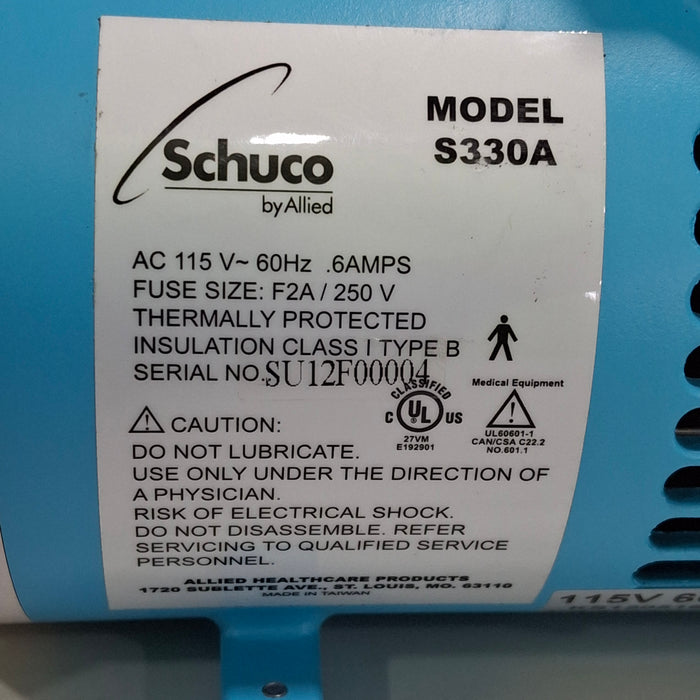 Schuco
by Allied
MODEL
S330A
AC 115 V~ 60Hz .6AMPS
FUSE SIZE: F2A / 250 V
THERMALLY PROTECTED
INSULATION CLASS I TYPE B
SERIAL NO.SU12F00004
CLASSIFIED
C UL US
27VM
E192901
Medical Equipment
UL60601-1
CAN/CSA C22.2
NO.601.1
CAUTION:
DO NOT LUBRICATE.
USE ONLY UNDER THE DIRECTION OF
A PHYSICIAN.
RISK OF ELECTRICAL SHOCK.
DO NOT DISASSEMBLE. REFER
SERVICING TO QUALIFIED SERVICE
PERSONNEL.
ALLIED HEALTHCARE PRODUCTS
1720 SUBLETTE AVE., ST. LOUIS, MO. 63110
MADE IN TAIWAN
115V